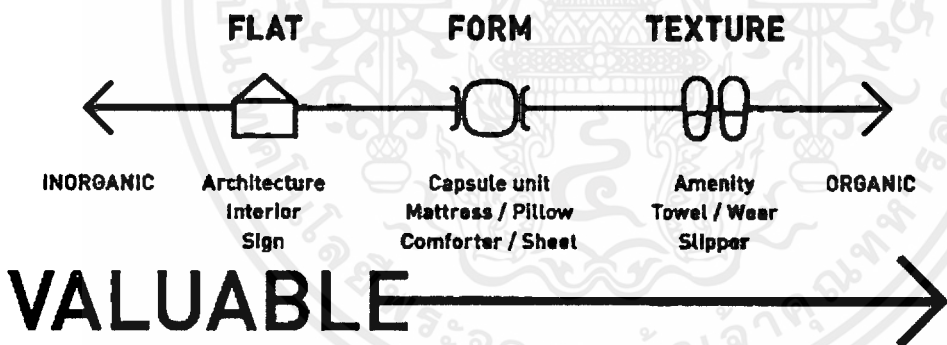 FLAT FORM TEXTURE
INORGANIC Architecture Capsule unit Amenity ORGANIC
Interior Mattress / Pillow Towel / Wear
Sign Comforter / Sheet Slipper
VALUABLE